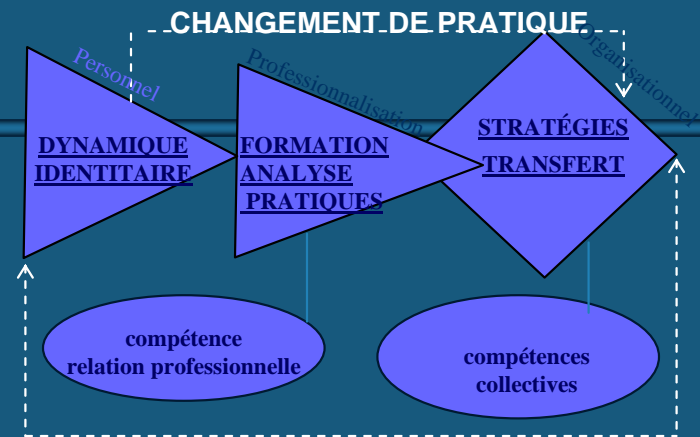 CHANGEMENT DE PRATIQUE
Personnel
Professionnalisation
Organisationnel
DYNAMIQUE
IDENTITAIRE
FORMATION
ANALYSE
PRATIQUES
STRATÉGIES
TRANSFERT
compétence
relation professionnelle
compétences
collectives